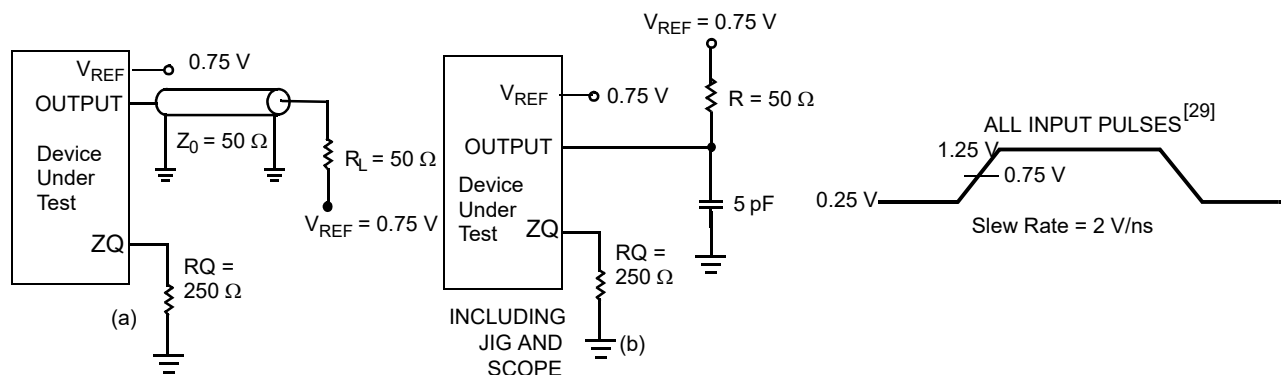 V_REF 0.75 V
OUTPUT
Z_0 = 50 Ω
Device
Under
Test
R_L = 50 Ω
V_REF = 0.75 V
ZQ
RQ =
250 Ω
(a)
V_REF = 0.75 V
R = 50 Ω
V_REF 0.75 V
OUTPUT
Device
Under
Test
5 pF
ZQ
RQ =
250 Ω
INCLUDING
JIG AND
SCOPE
(b)
ALL INPUT PULSES[29]
1.25 V
0.75 V
0.25 V
Slew Rate = 2 V/ns